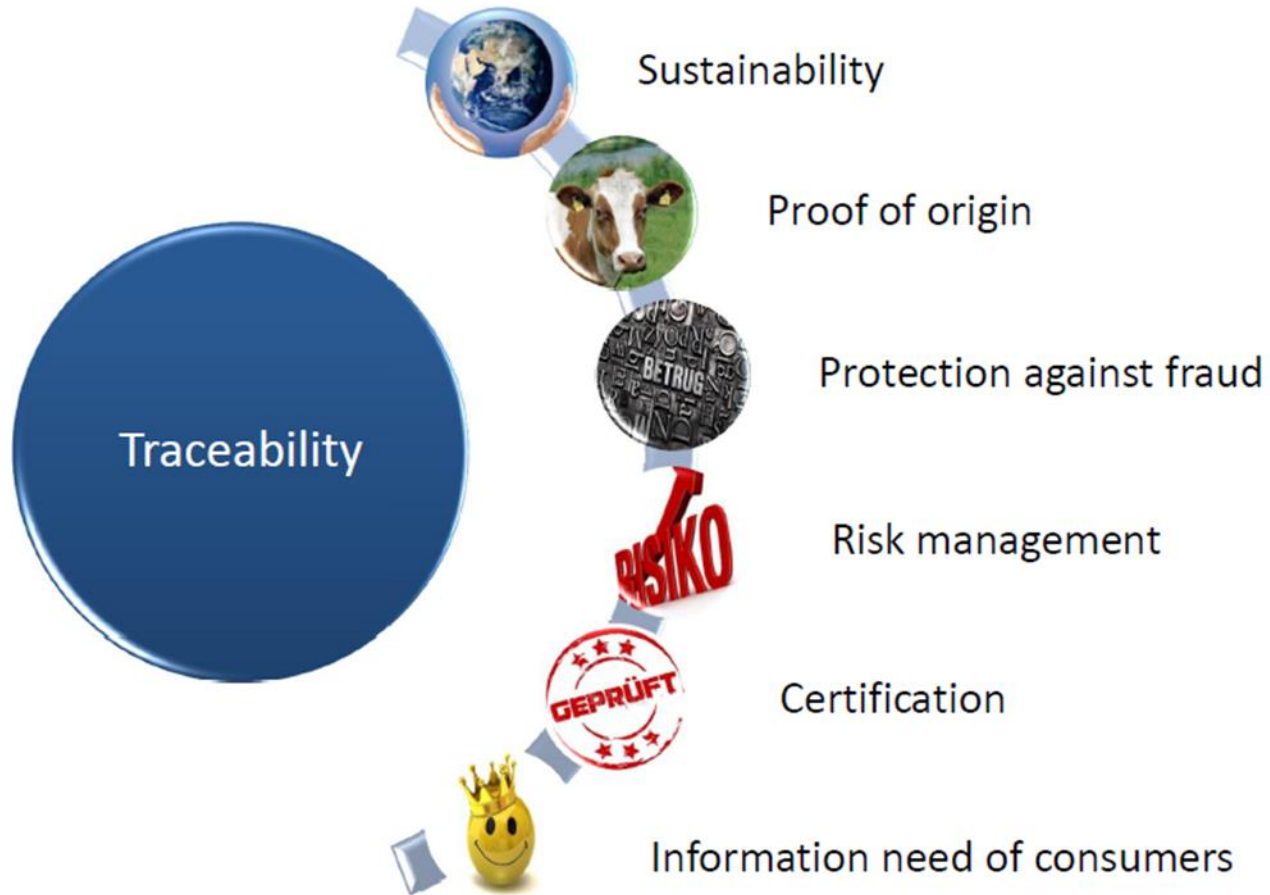 Sustainability
Proof of origin
BETRUG
Protection against fraud
Traceability
RISIKO
Risk management
GEPRÜFT
Certification
Information need of consumers